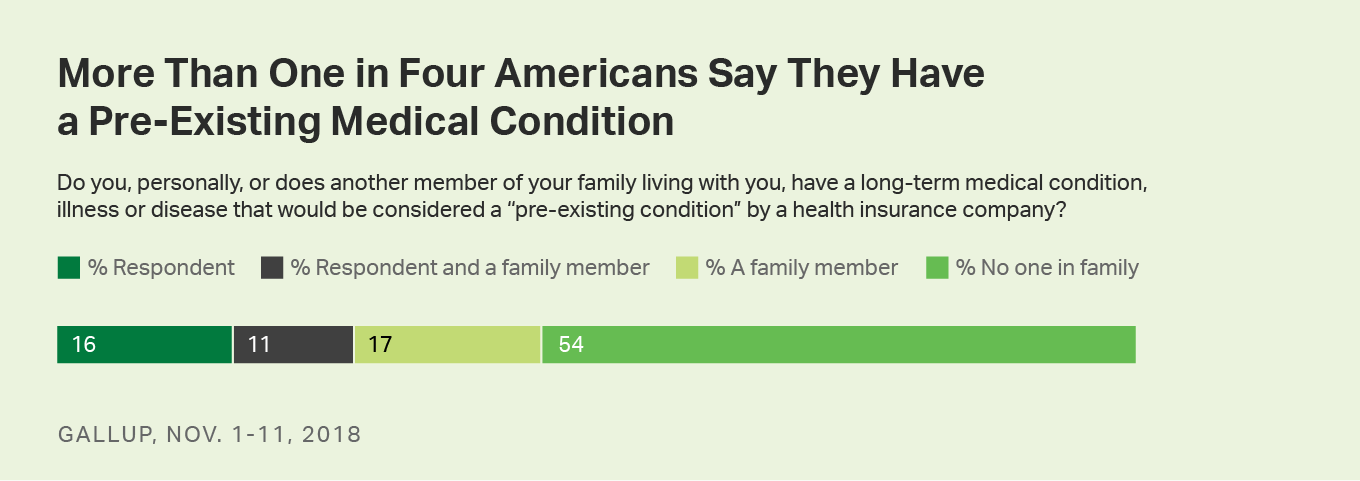 More Than One in Four Americans Say They Have
a Pre-Existing Medical Condition
Do you, personally, or does another member of your family living with you, have a long-term medical condition,
illness or disease that would be considered a “pre-existing condition” by a health insurance company?
% Respondent % Respondent and a family member % A family member % No one in family
16 11 17 54
GALLUP, NOV. 1-11, 2018